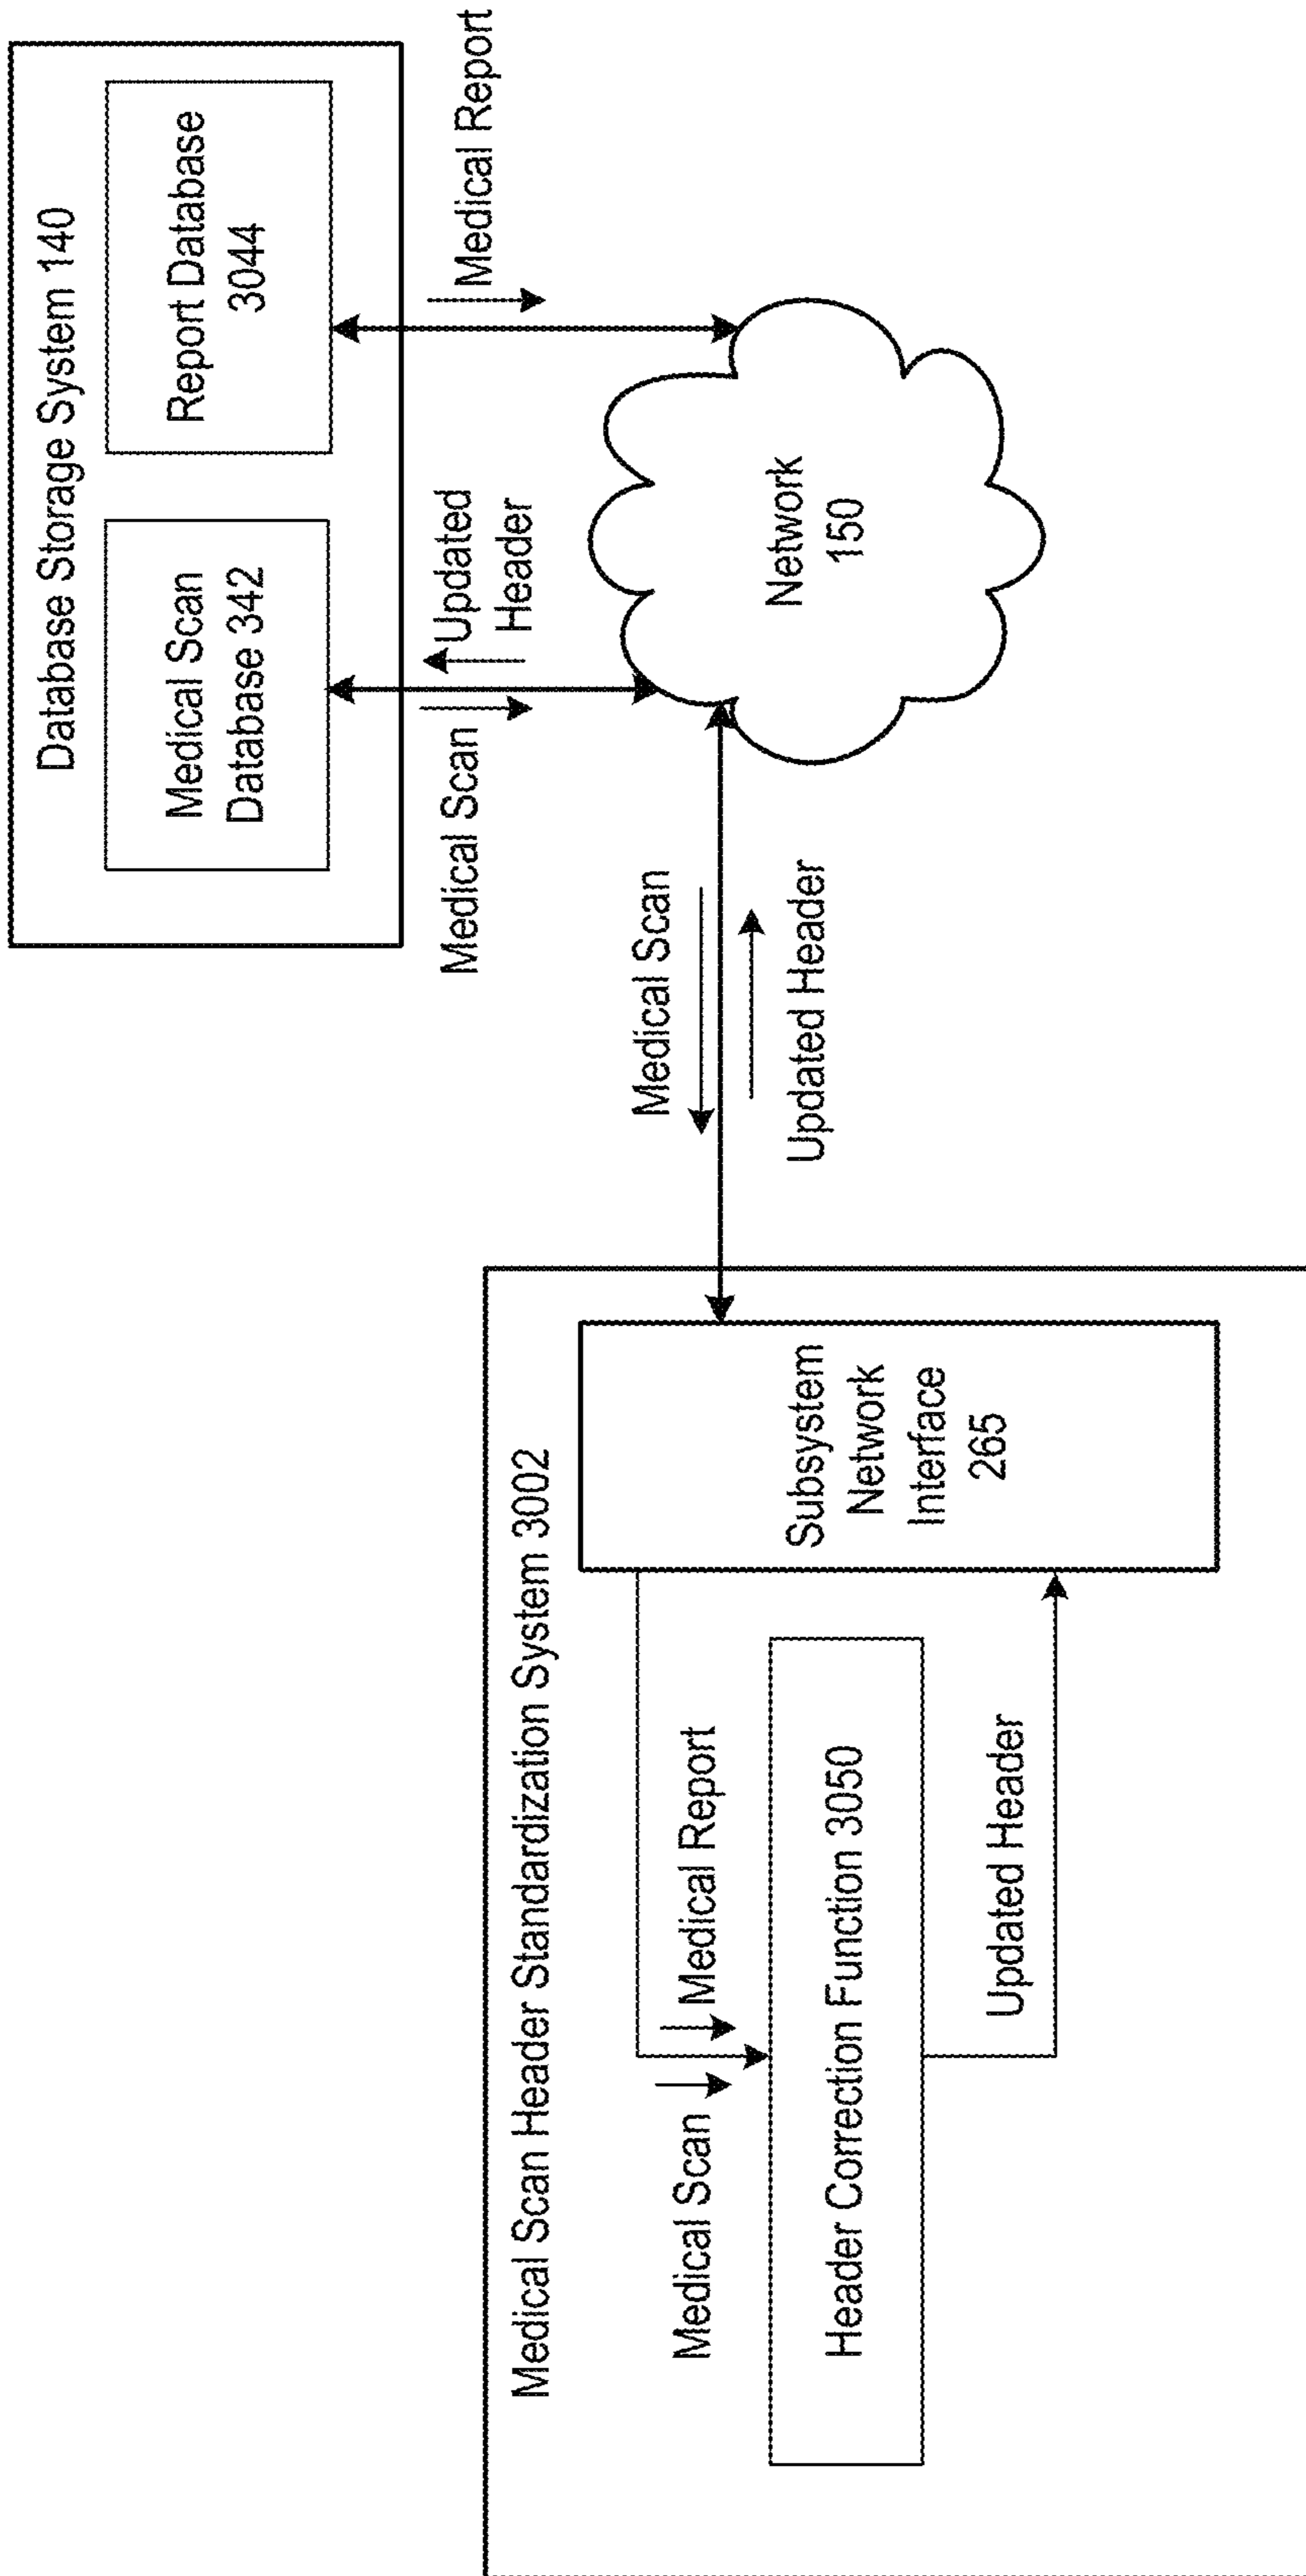 Database Storage System 140
Medical Scan
Database 342
Report Database
3044
Medical Scan
Updated
Header
Medical Report
Network
150
Medical Scan
Updated Header
Medical Scan Header Standardization System 3002
Subsystem
Network
Interface
265
Medical Scan
Medical Report
Header Correction Function 3050
Updated Header